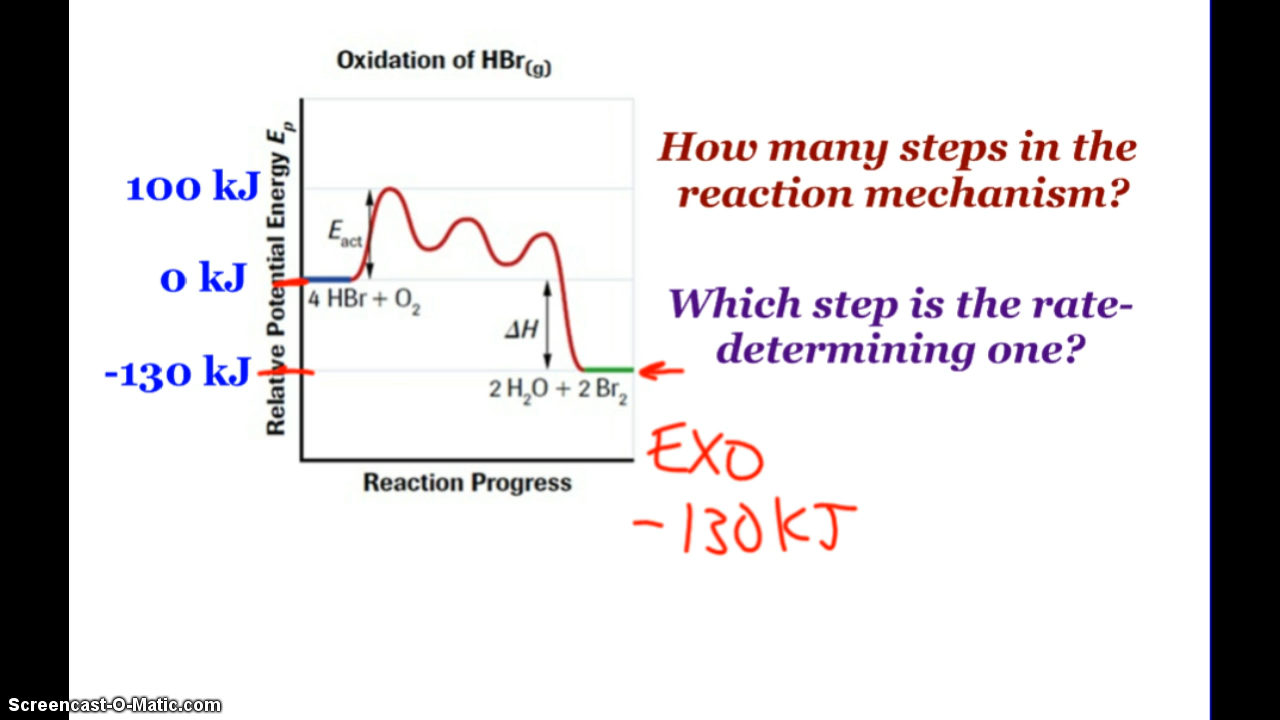 Oxidation of HBr(g)
How many steps in the
reaction mechanism?
100 kJ
Relative Potential Energy Ep
Eact
0 kJ
4 HBr + O2
Which step is the rate-
determining one?
ΔH
-130 kJ
2 H2O + 2 Br2
EXO
Reaction Progress
-130 kJ
Screencast-O-Matic.com